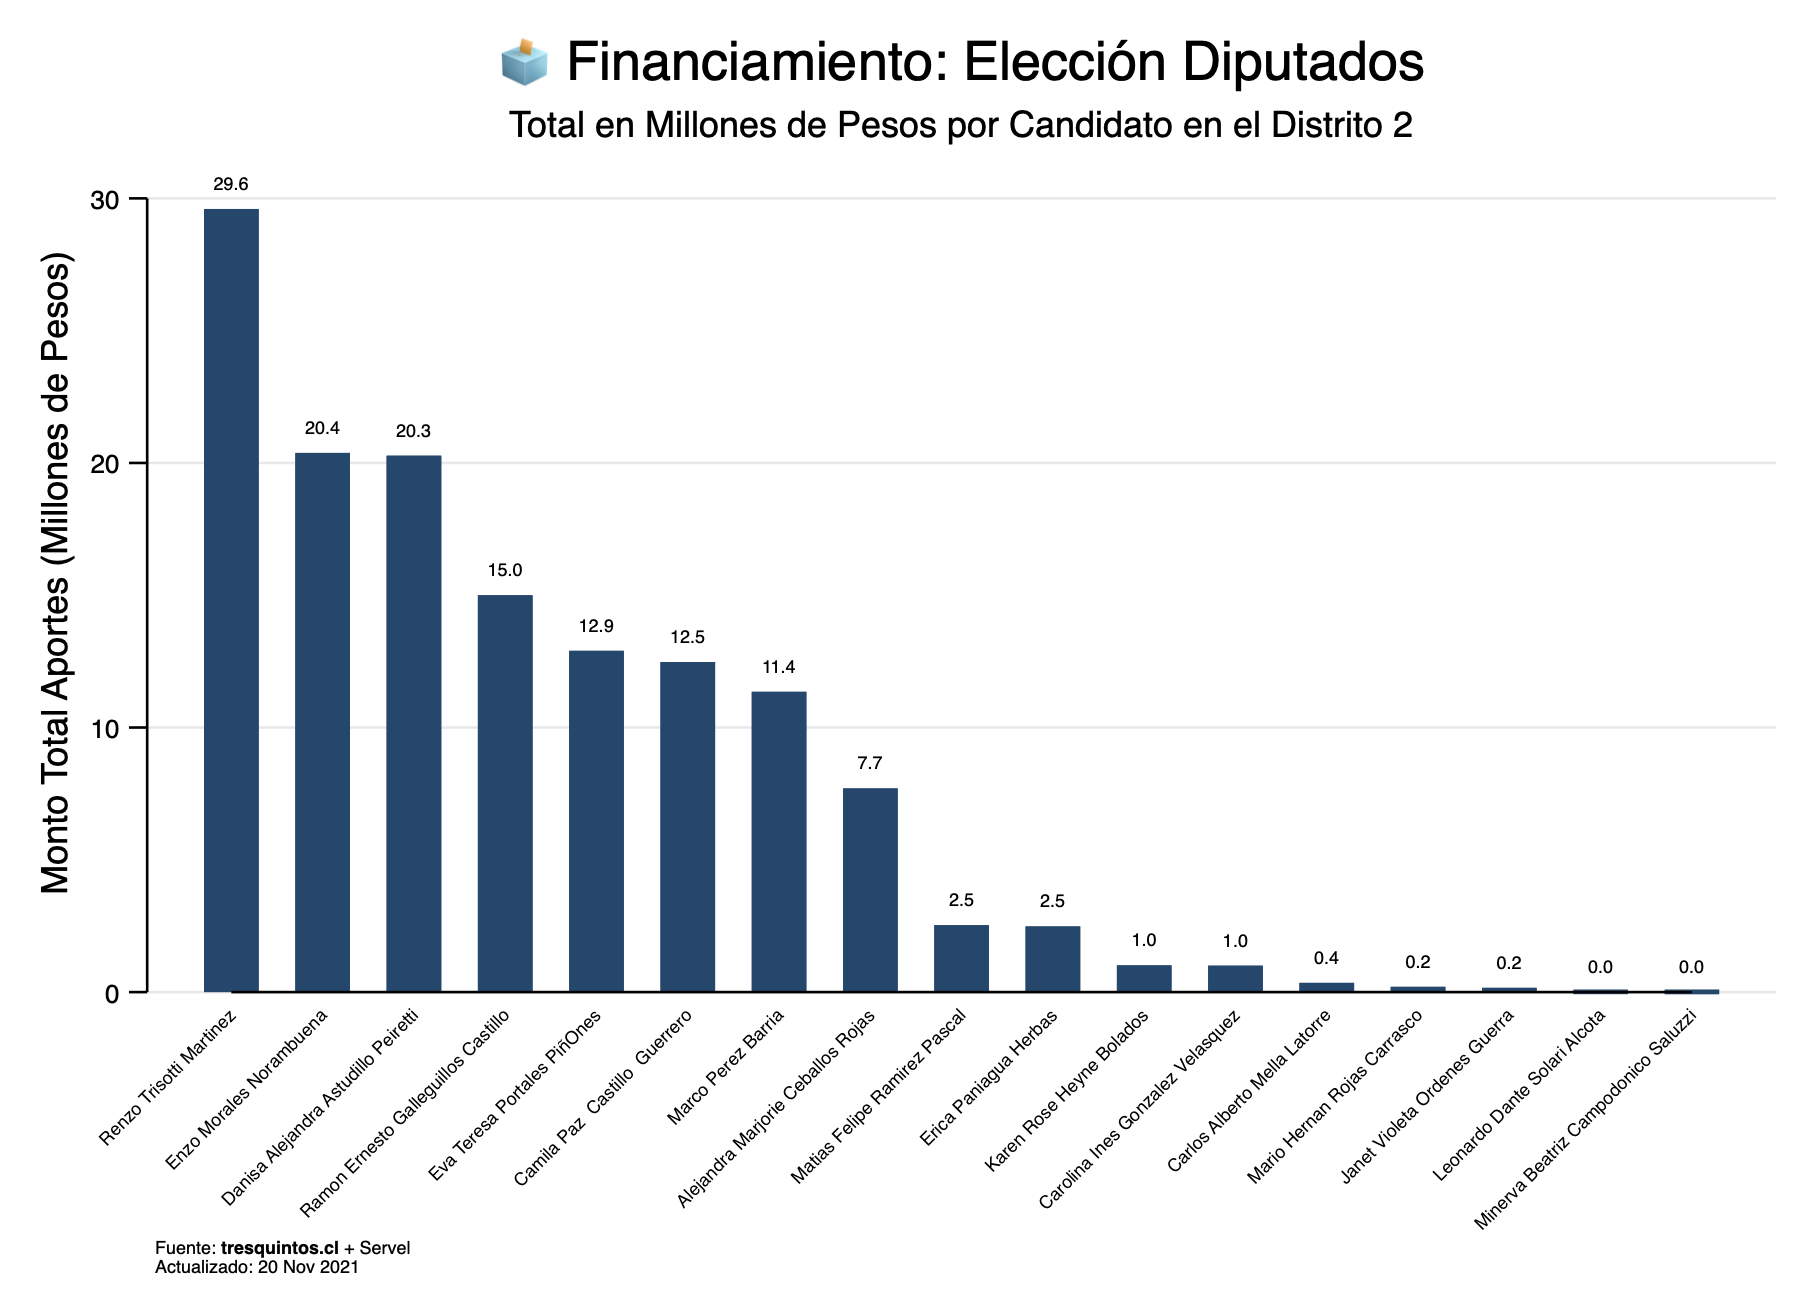 Financiamiento: Elección Diputados
Total en Millones de Pesos por Candidato en el Distrito 2
Monto Total Aportes (Millones de Pesos)
30
20
10
0
29.6
20.4
20.3
15.0
12.9
12.5
11.4
7.7
2.5
2.5
1.0
1.0
0.4
0.2
0.2
0.0
0.0
Renzo Trisotti Martinez
Enzo Morales Norambuena
Danisa Alejandra Astudillo Peiretti
Ramon Ernesto Galleguillos Castillo
Eva Teresa Portales PiñOnes
Camila Paz  Castillo  Guerrero
Marco Perez Barria
Alejandra Marjorie Ceballos Rojas
Matias Felipe Ramirez Pascal
Erica Paniagua Herbas
Karen Rose Heyne Bolados
Carolina Ines Gonzalez Velasquez
Carlos Alberto Mella Latorre
Mario Hernan Rojas Carrasco
Janet Violeta Ordenes Guerra
Leonardo Dante Solari Alcota
Minerva Beatriz Campodonico Saluzzi
Fuente: tresquintos.cl + Servel
Actualizado: 20 Nov 2021